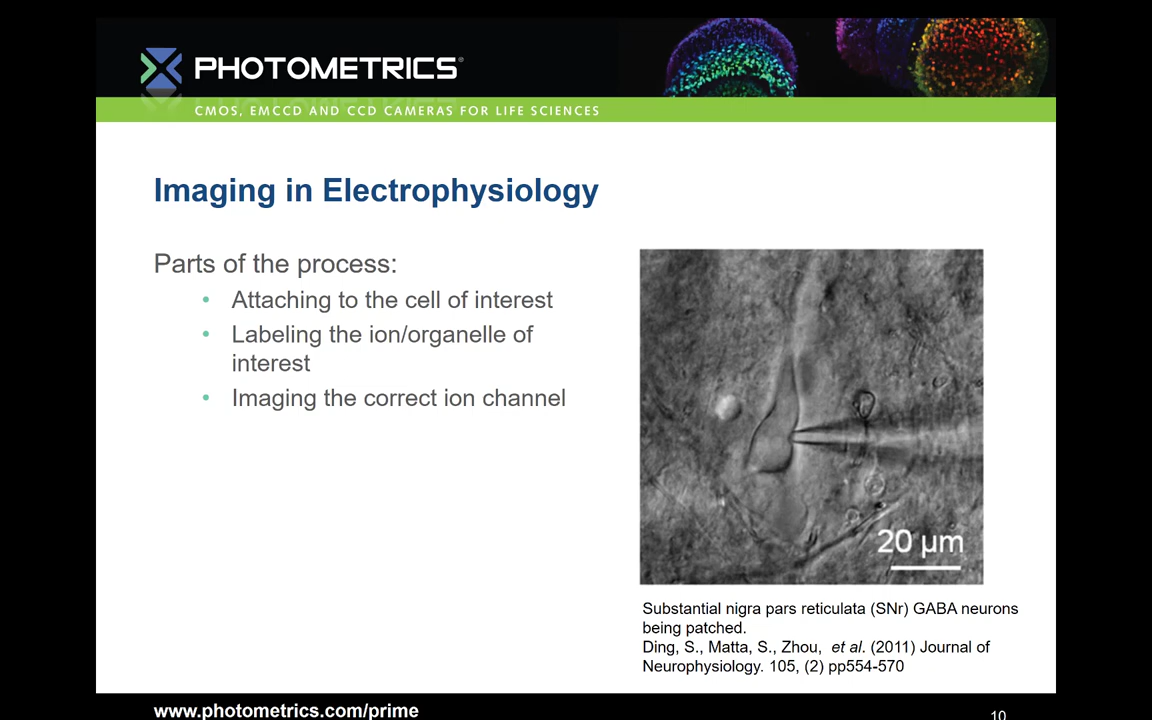 PHOTOMETRICS®
CMOS, EMCCD AND CCD CAMERAS FOR LIFE SCIENCES
Imaging in Electrophysiology
Parts of the process:
• Attaching to the cell of interest
• Labeling the ion/organelle of
interest
• Imaging the correct ion channel
20 µm
Substantial nigra pars reticulata (SNr) GABA neurons
being patched.
Ding, S., Matta, S., Zhou, et al. (2011) Journal of
Neurophysiology. 105, (2) pp554-570
www.photometrics.com/prime
10